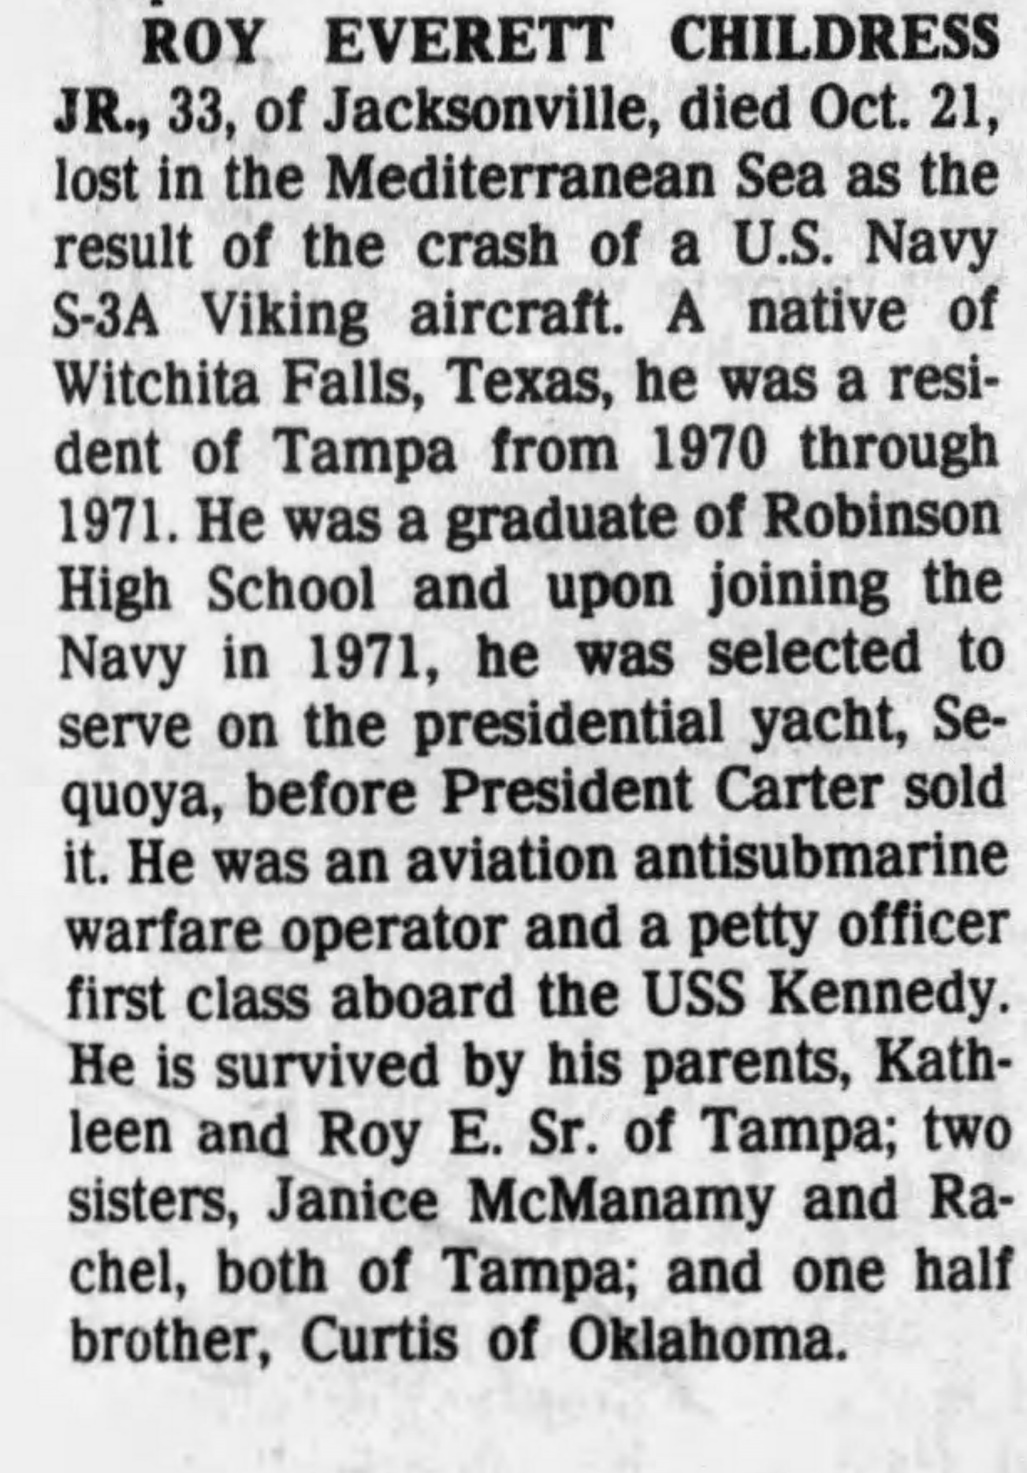 ROY EVERETT CHILDRESS
JR., 33, of Jacksonville, died Oct. 21,
lost in the Mediterranean Sea as the
result of the crash of a U.S. Navy
S-3A Viking aircraft. A native of
Witchita Falls, Texas, he was a resi-
dent of Tampa from 1970 through
1971. He was a graduate of Robinson
High School and upon joining the
Navy in 1971, he was selected to
serve on the presidential yacht, Se-
quoya, before President Carter sold
it. He was an aviation antisubmarine
warfare operator and a petty officer
first class aboard the USS Kennedy.
He is survived by his parents, Kath-
leen and Roy E. Sr. of Tampa; two
sisters, Janice McManamy and Ra-
chel, both of Tampa; and one half
brother, Curtis of Oklahoma.